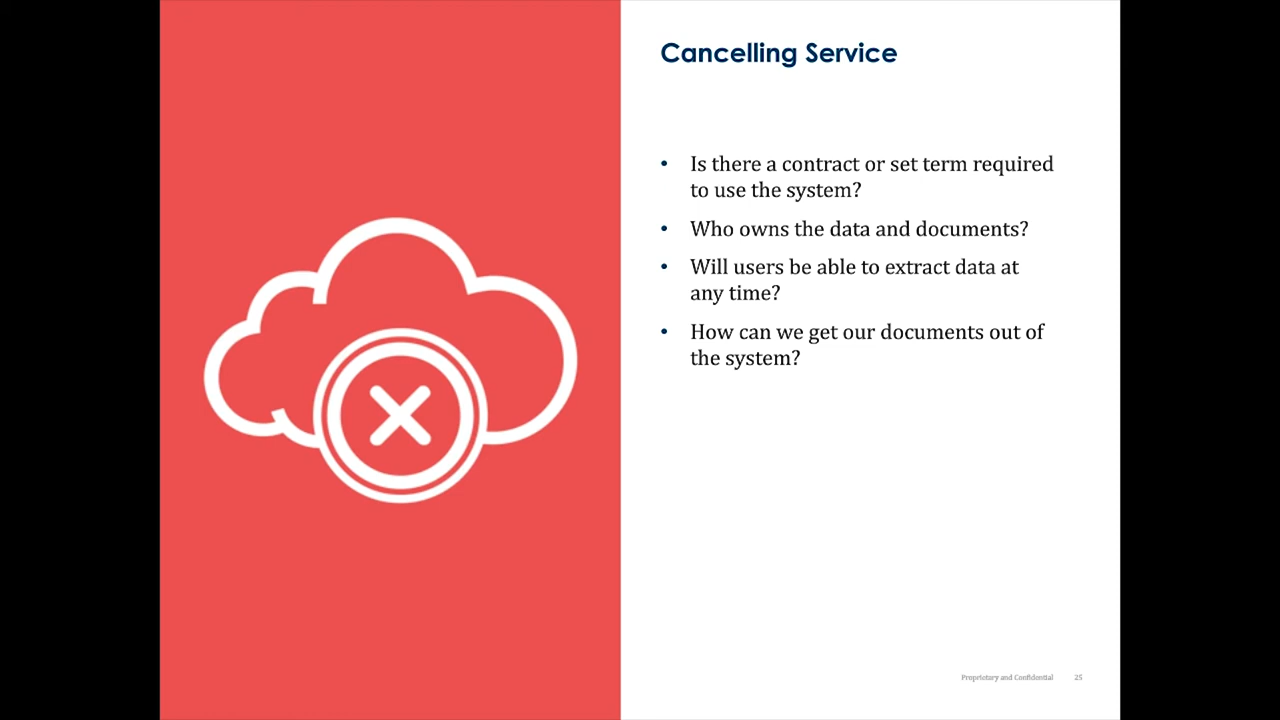 Cancelling Service
• Is there a contract or set term required
to use the system?
• Who owns the data and documents?
• Will users be able to extract data at
any time?
• How can we get our documents out of
the system?
Proprietary and Confidential 25